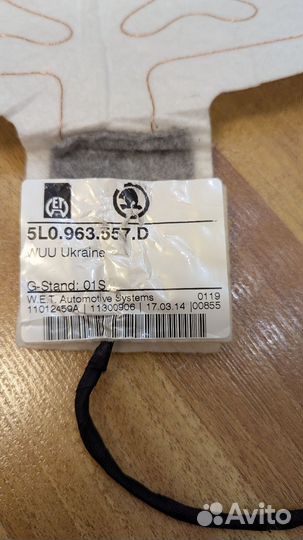 5L0.963.557.D
WUU Ukraine
G-Stand: 01S
W.E.T. Automotive Systems 0119
11012459A | 11300906 | 17.03.14 | 00855
Avito